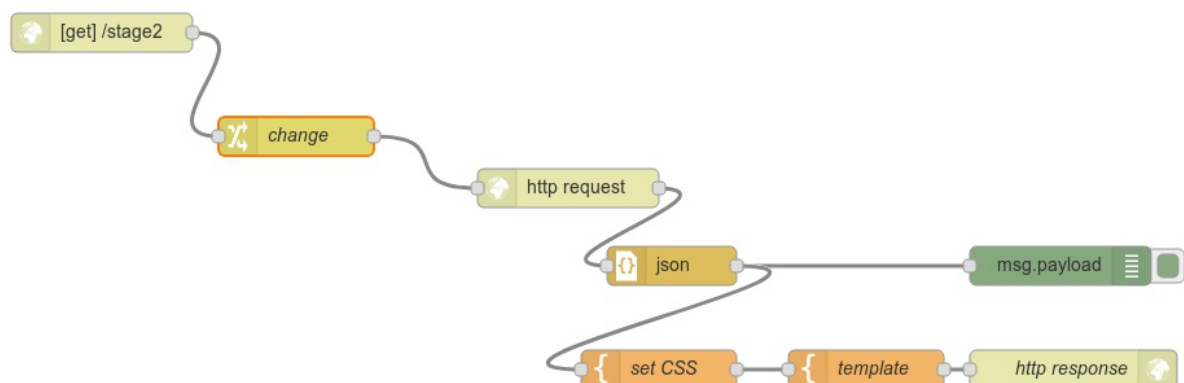 [get] /stage2
change
http request
json
msg.payload
set CSS
template
http response